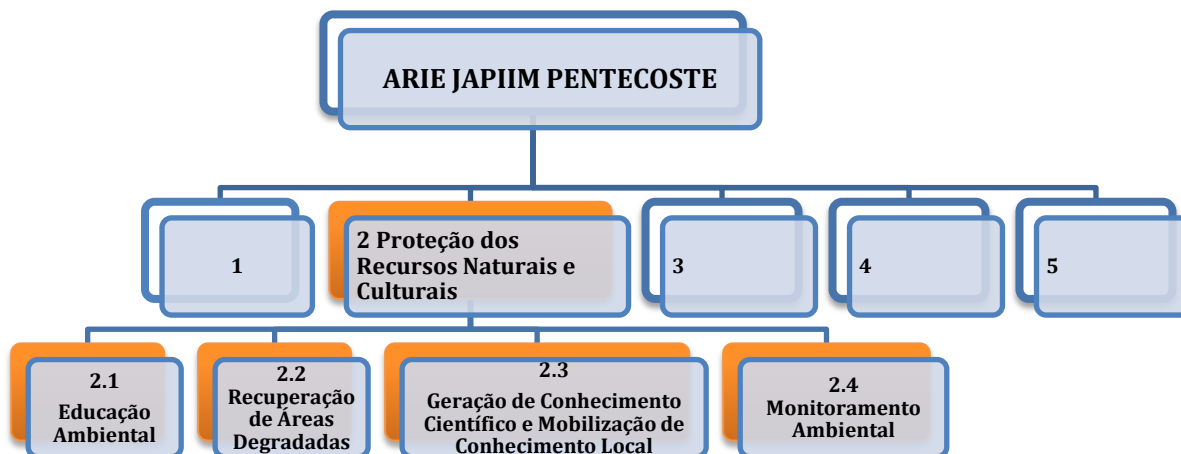 ARIE JAPIIM PENTECOSTE
1
2 Proteção dos
Recursos Naturais e
Culturais
3
4
5
2.1
Educação
Ambiental
2.2
Recuperação
de Áreas
Degradadas
2.3
Geração de Conhecimento
Científico e Mobilização de
Conhecimento Local
2.4
Monitoramento
Ambiental